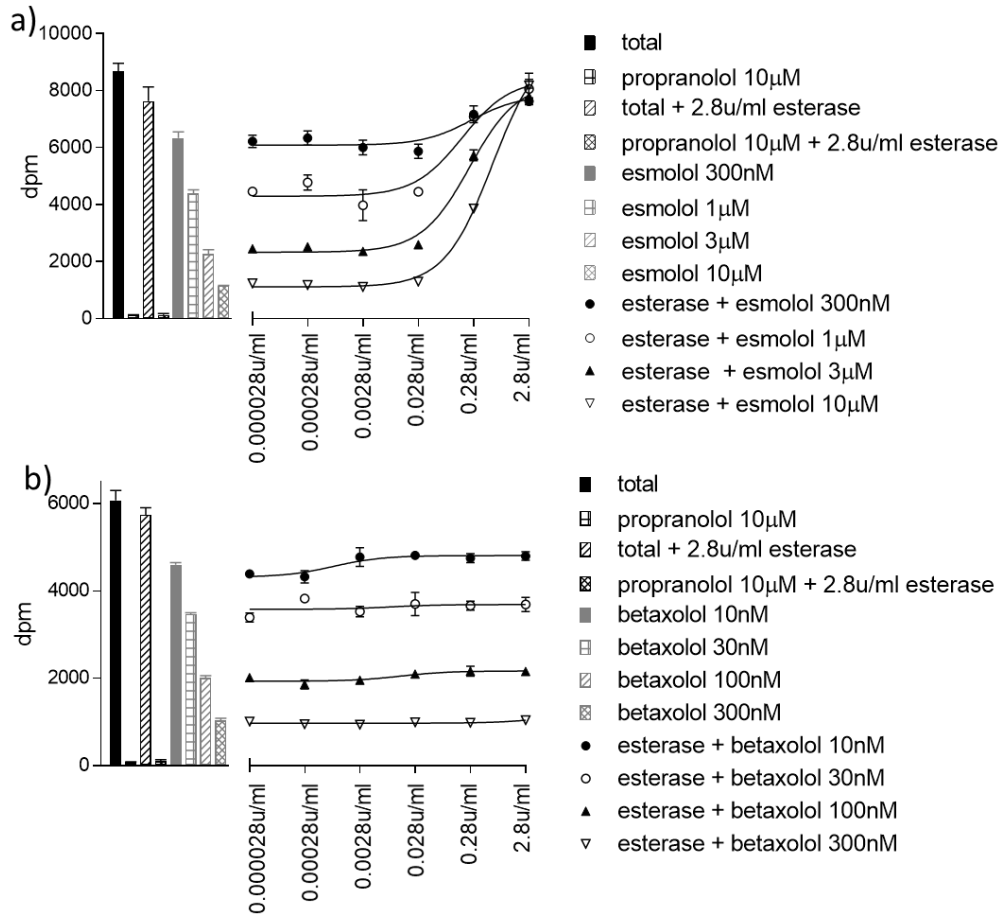 a)
10000
8000
6000
4000
2000
0
dpm
0.000028u/ml
0.00028u/ml
0.0028u/ml
0.028u/ml
0.28u/ml
2.8u/ml
total
propranolol 10μM
total + 2.8u/ml esterase
propranolol 10μM + 2.8u/ml esterase
esmolol 300nM
esmolol 1μM
esmolol 3μM
esmolol 10μM
esterase + esmolol 300nM
esterase + esmolol 1μM
esterase + esmolol 3μM
esterase + esmolol 10μM
b)
6000
4000
2000
0
dpm
0.000028u/ml
0.00028u/ml
0.0028u/ml
0.028u/ml
0.28u/ml
2.8u/ml
total
propranolol 10μM
total + 2.8u/ml esterase
propranolol 10μM + 2.8u/ml esterase
betaxolol 10nM
betaxolol 30nM
betaxolol 100nM
betaxolol 300nM
esterase + betaxolol 10nM
esterase + betaxolol 30nM
esterase + betaxolol 100nM
esterase + betaxolol 300nM